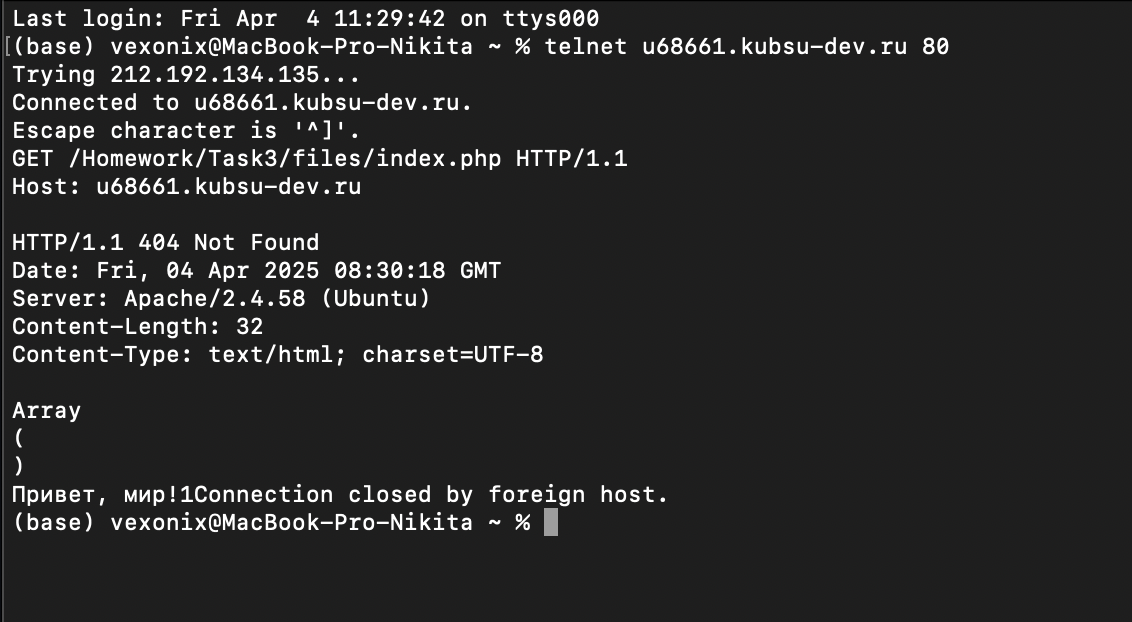 Last login: Fri Apr  4 11:29:42 on ttys000
[(base) vexonix@MacBook-Pro-Nikita ~ % telnet u68661.kubsu-dev.ru 80
Trying 212.192.134.135...
Connected to u68661.kubsu-dev.ru.
Escape character is '^]'.
GET /Homework/Task3/files/index.php HTTP/1.1
Host: u68661.kubsu-dev.ru

HTTP/1.1 404 Not Found
Date: Fri, 04 Apr 2025 08:30:18 GMT
Server: Apache/2.4.58 (Ubuntu)
Content-Length: 32
Content-Type: text/html; charset=UTF-8

Array
(
)
Привет, мир!1Connection closed by foreign host.
(base) vexonix@MacBook-Pro-Nikita ~ %